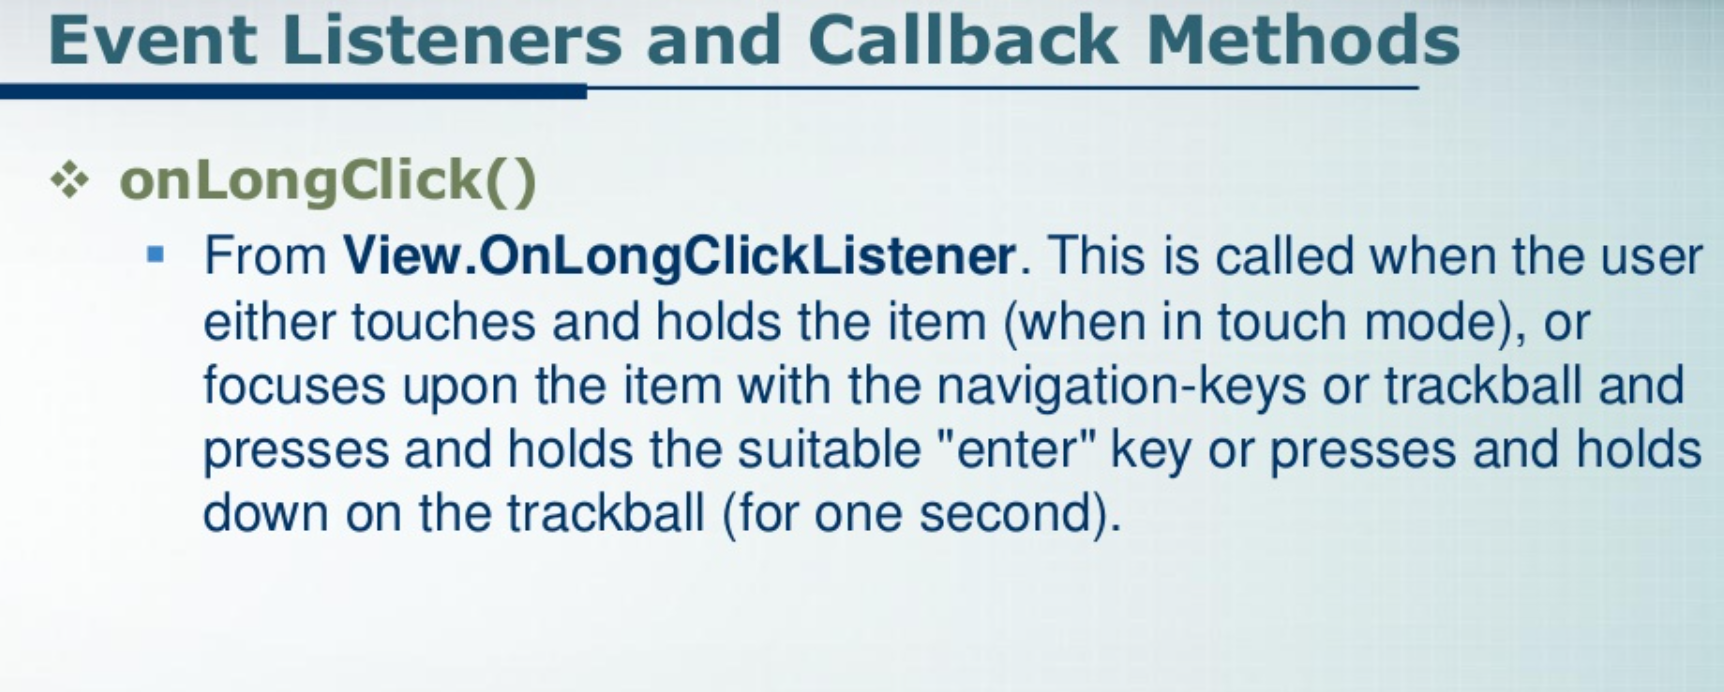 Event Listeners and Callback Methods
onLongClick()
From View.OnLongClickListener. This is called when the user
either touches and holds the item (when in touch mode), or
focuses upon the item with the navigation-keys or trackball and
presses and holds the suitable "enter" key or presses and holds
down on the trackball (for one second).